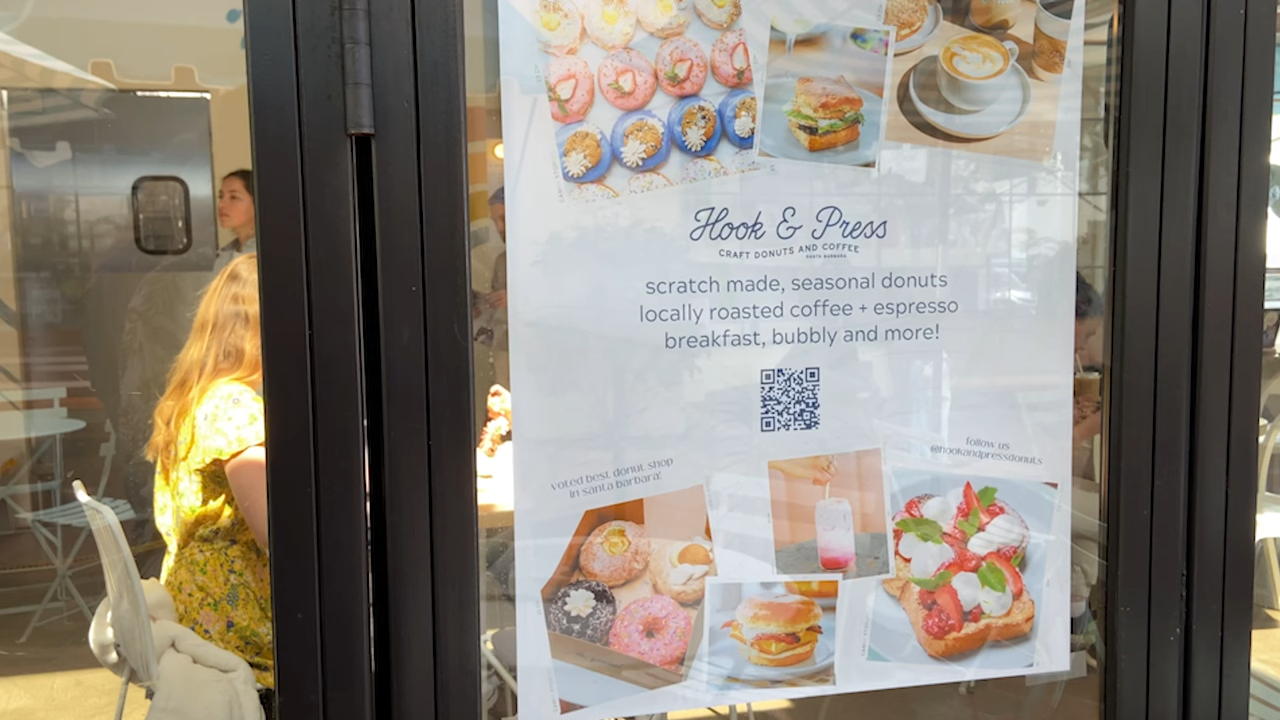 Hook & Press
CRAFT DONUTS AND COFFEE
SANTA BARBARA
scratch made, seasonal donuts
locally roasted coffee + espresso
breakfast, bubbly and more!
follow us
@hookandpressdonuts
voted best donut shop
in santa barbara!